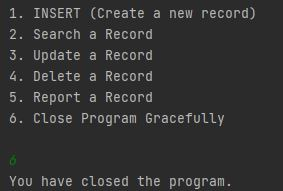 1. INSERT (Create a new record)
2. Search a Record
3. Update a Record
4. Delete a Record
5. Report a Record
6. Close Program Gracefully
6
You have closed the program.